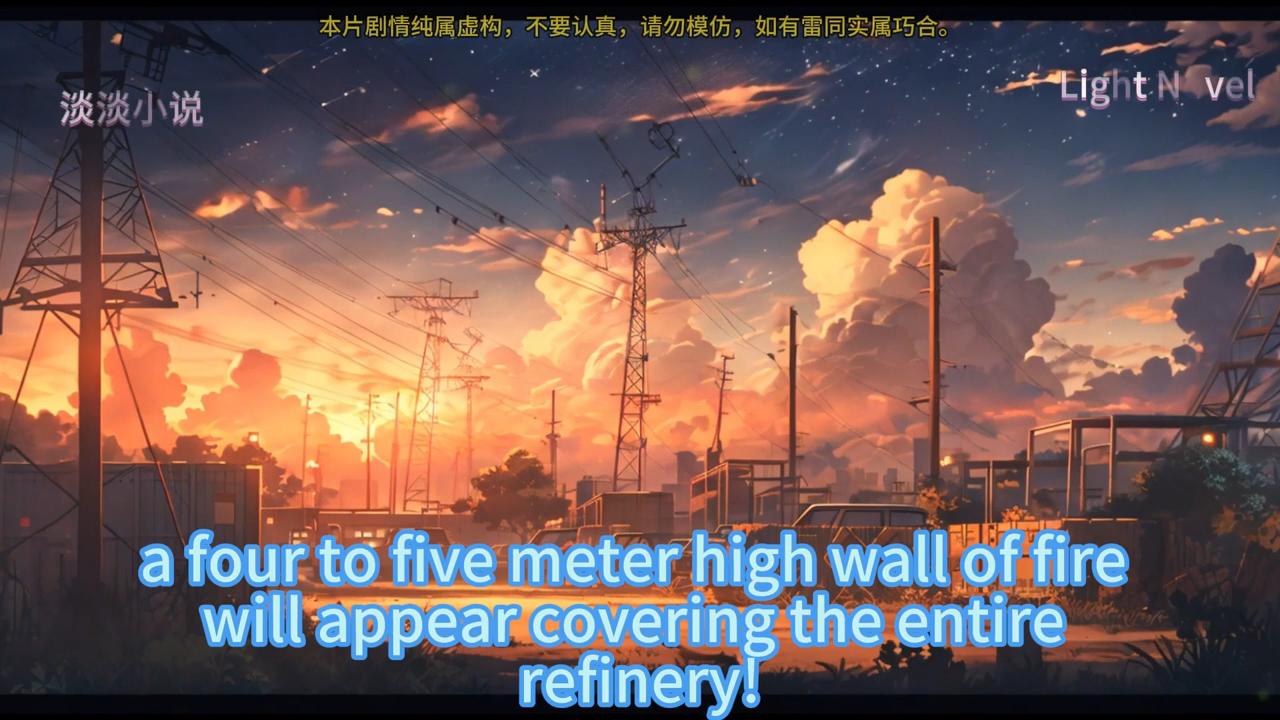 本片剧情纯属虚构，不要认真，请勿模仿，如有雷同实属巧合。
淡淡小说
Light N vel
a four to five meter high wall of fire
will appear covering the entire
refinery!